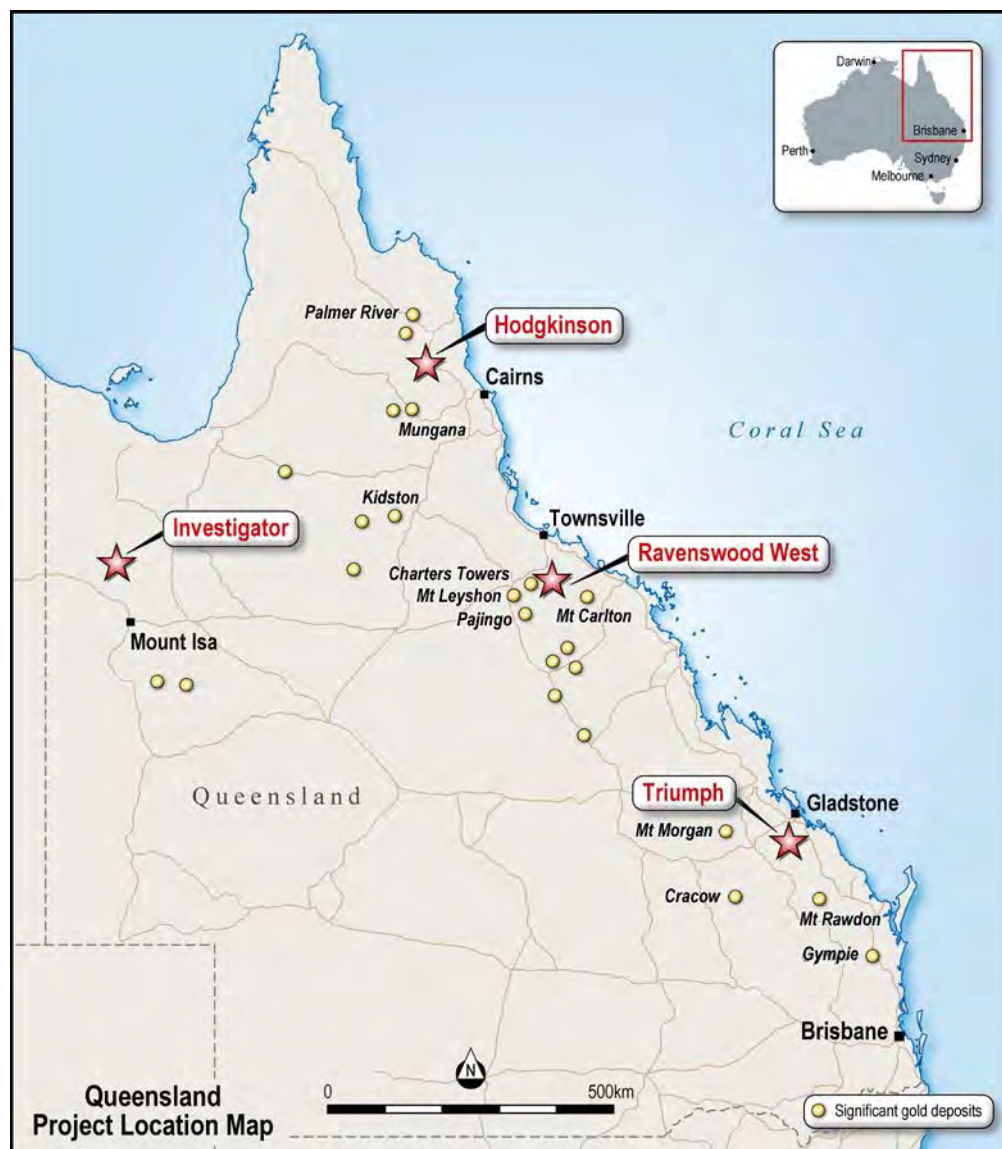 Darwin
Brisbane
Perth
Sydney
Melbourne
Palmer River
Hodgkinson
Cairns
Mungana
Coral Sea
Kidston
Townsville
Investigator
Ravenswood West
Charters Towers
Mt Leyshon
Pajingo
Mt Carlton
Mount Isa
Queensland
Triumph
Gladstone
Mt Morgan
Cracow
Mt Rawdon
Gympie
Brisbane
N
0
500km
Queensland
Project Location Map
Significant gold deposits